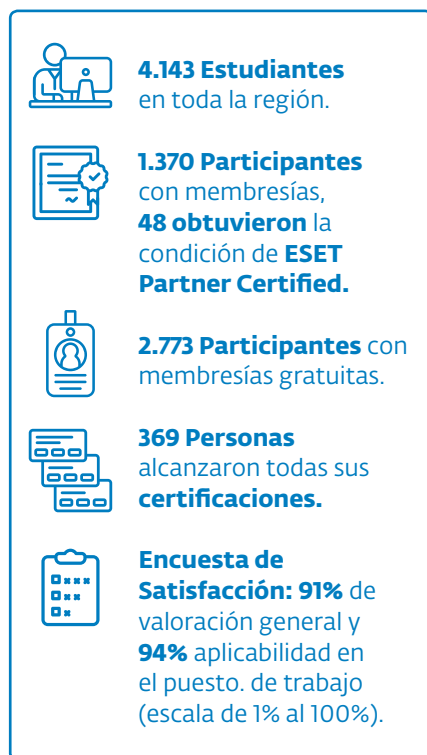 4.143 Estudiantes
en toda la región.
1.370 Participantes
con membresías,
48 obtuvieron la
condición de ESET
Partner Certified.
2.773 Participantes con
membresías gratuitas.
369 Personas
alcanzaron todas sus
certificaciones.
Encuesta de
Satisfacción: 91% de
valoración general y
94% aplicabilidad en
el puesto. de trabajo
(escala de 1% al 100%).